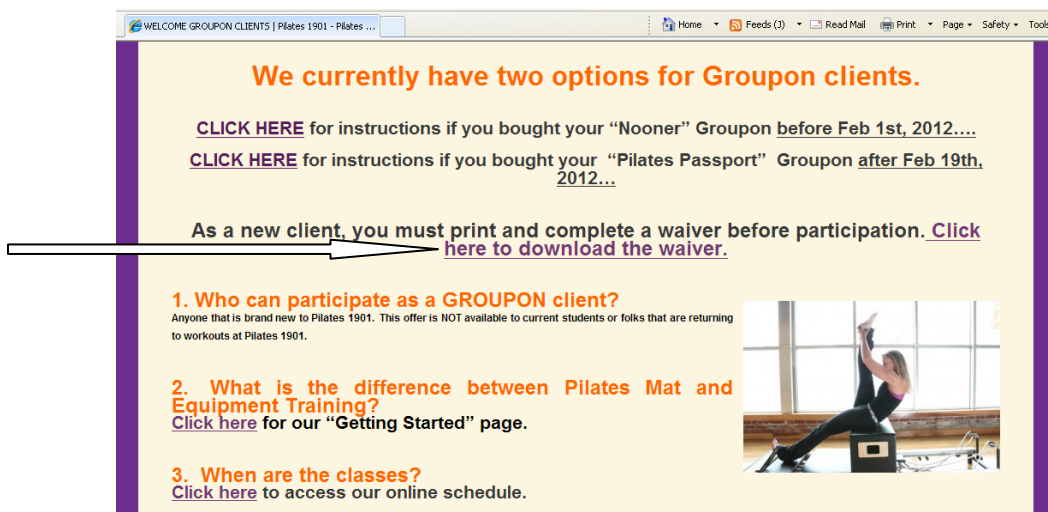 WELCOME GROUPON CLIENTS | Pilates 1901 - Pilates ...
Home Feeds (J) Read Mail Print Page Safety Tools
We currently have two options for Groupon clients.
CLICK HERE for instructions if you bought your “Nooner” Groupon before Feb 1st, 2012….
CLICK HERE for instructions if you bought your “Pilates Passport” Groupon after Feb 19th,
2012…
As a new client, you must print and complete a waiver before participation. Click
here to download the waiver.
1. Who can participate as a GROUPON client?
Anyone that is brand new to Pilates 1901. This offer is NOT available to current students or folks that are returning
to workouts at Pilates 1901.
2. What is the difference between Pilates Mat and
Equipment Training?
Click here for our “Getting Started” page.
3. When are the classes?
Click here to access our online schedule.